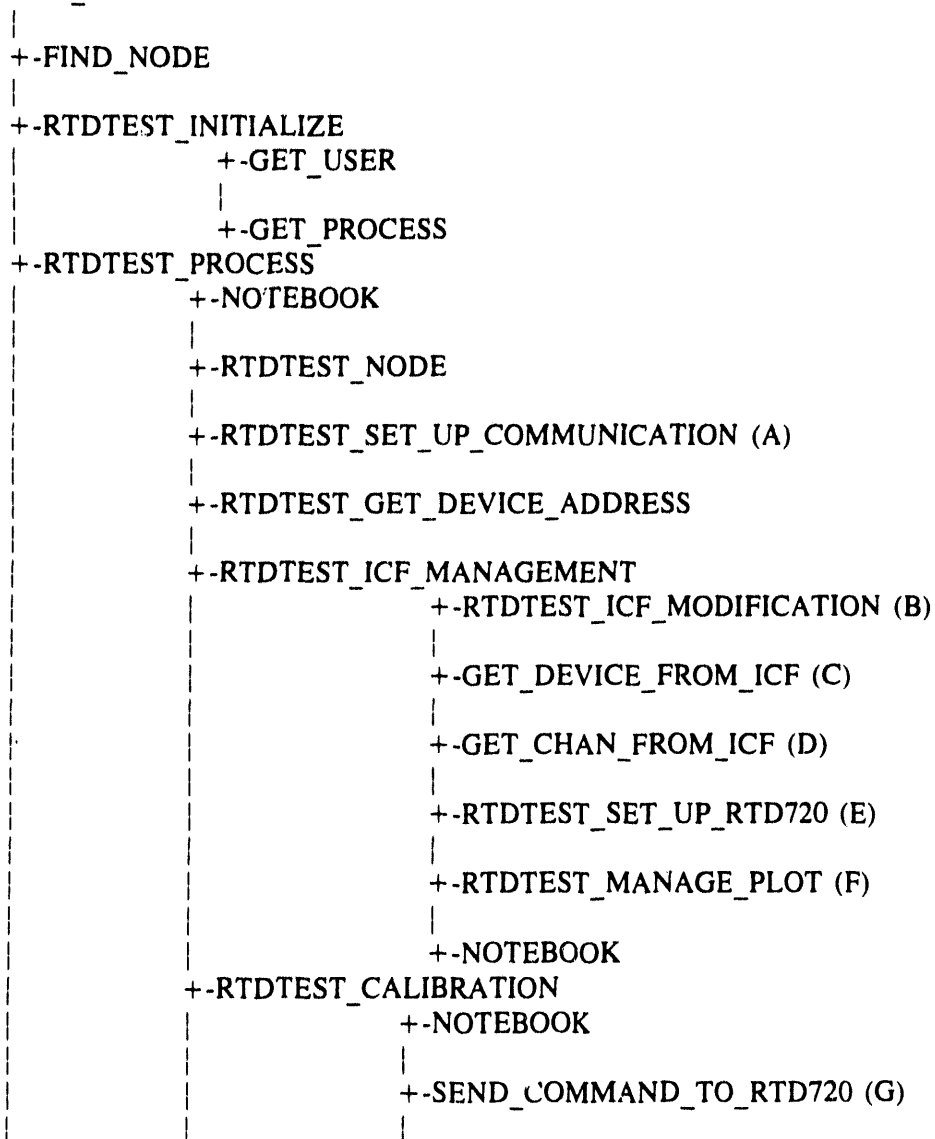 |
+-FIND_NODE
|
+-RTDTEST_INITIALIZE
|          +-GET_USER
|          |
|          +-GET_PROCESS
+-RTDTEST_PROCESS
|         +-NOTEBOOK
|         |
|         +-RTDTEST_NODE
|         |
|         +-RTDTEST_SET_UP_COMMUNICATION (A)
|         |
|         +-RTDTEST_GET_DEVICE_ADDRESS
|         |
|         +-RTDTEST_ICF_MANAGEMENT
|         |             +-RTDTEST_ICF_MODIFICATION (B)
|         |             |
|         |             +-GET_DEVICE_FROM_ICF (C)
|         |             |
|         |             +-GET_CHAN_FROM_ICF (D)
|         |             |
|         |             +-RTDTEST_SET_UP_RTD720 (E)
|         |             |
|         |             +-RTDTEST_MANAGE_PLOT (F)
|         |             |
|         |             +-NOTEBOOK
|         +-RTDTEST_CALIBRATION
|         |           +-NOTEBOOK
|         |           |
|         |           +-SEND_COMMAND_TO_RTD720 (G)
|         |           |